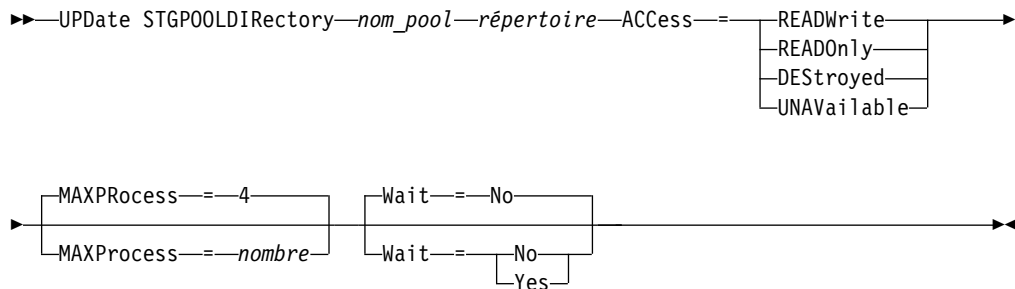 UPDate STGPOOLDIRectory nom_pool répertoire ACCess = READWrite
READOnly
DEStroyed
UNAVailable
MAXPRocess = 4 Wait = No
MAXProcess = nombre Wait = No
Yes